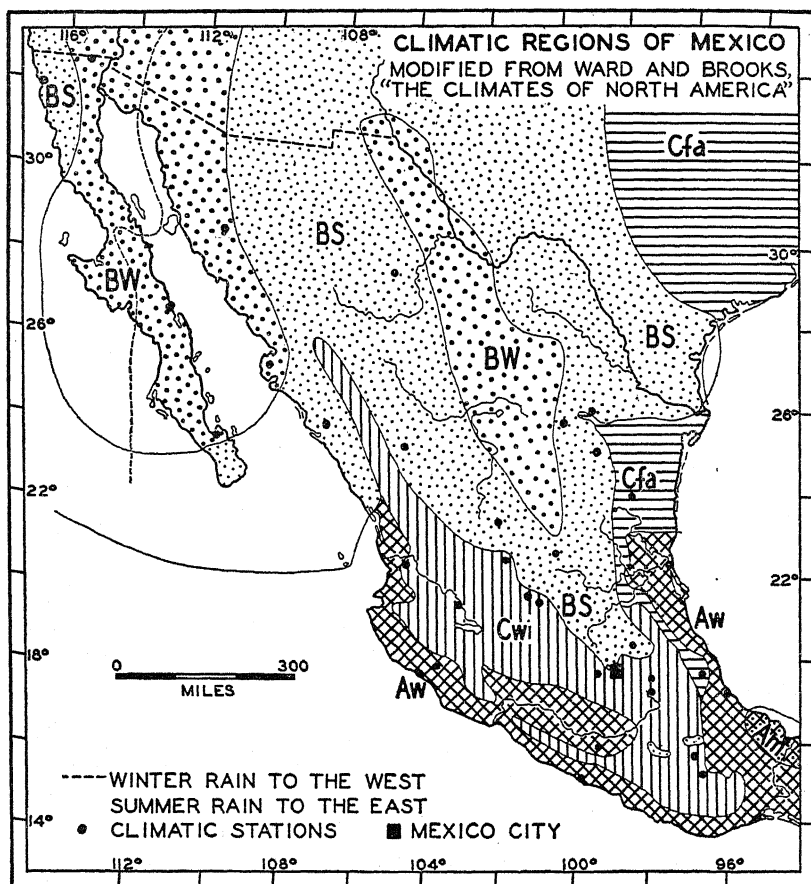 116°
112°
108°
CLIMATIC REGIONS OF MEXICO
MODIFIED FROM WARD AND BROOKS,
"THE CLIMATES OF NORTH AMERICA"
BS
Cfa
30°
BS
30°
BW
26°
BW
BS
26°
Cfa
22°
22°
BS
Aw
Cwi
18°
0 300
MILES
Aw
Am
---- WINTER RAIN TO THE WEST
SUMMER RAIN TO THE EAST
• CLIMATIC STATIONS ■ MEXICO CITY
14°
112°
108°
104°
100°
96°